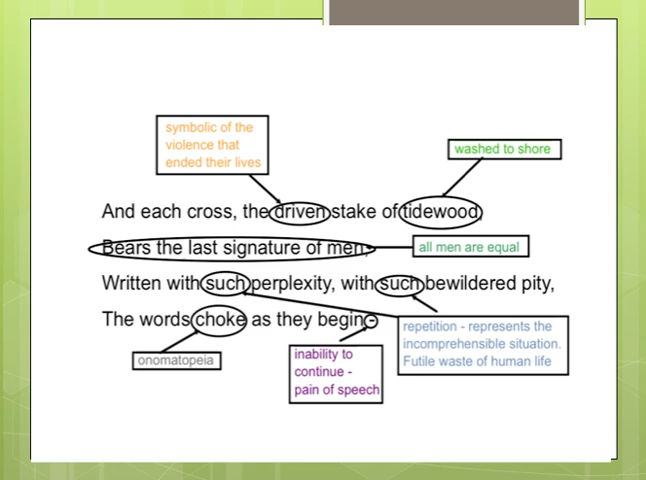 symbolic of the
violence that
ended their lives
washed to shore
And each cross, the driven stake of tidewood,
Bears the last signature of men,
all men are equal
Written with such perplexity, with such bewildered pity,
The words choke as they begin-
onomatopeia
inability to
continue -
pain of speech
repetition - represents the
incomprehensible situation.
Futile waste of human life